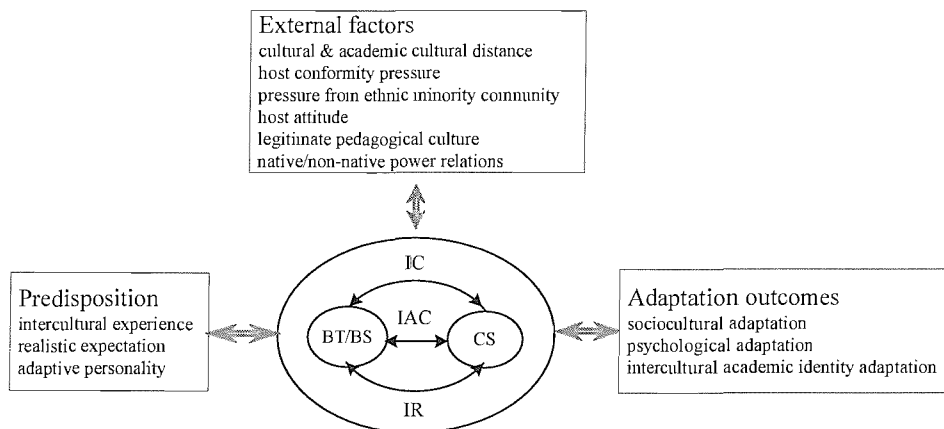 External factors
cultural & academic cultural distance
host conformity pressure
pressure from ethnic minority community
host attitude
legitimate pedagogical culture
native/non-native power relations
IC
Predisposition
intercultural experience
realistic expectation
adaptive personality
IAC
BT/BS
CS
IR
Adaptation outcomes
sociocultural adaptation
psychological adaptation
intercultural academic identity adaptation